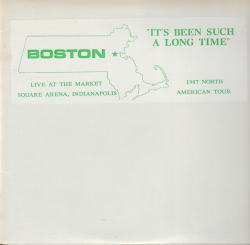 "IT'S BEEN SUCH
A LONG TIME"
BOSTON
LIVE AT THE MARKET
SQUARE ARENA, INDIANAPOLIS
1987 NORTH
AMERICAN TOUR